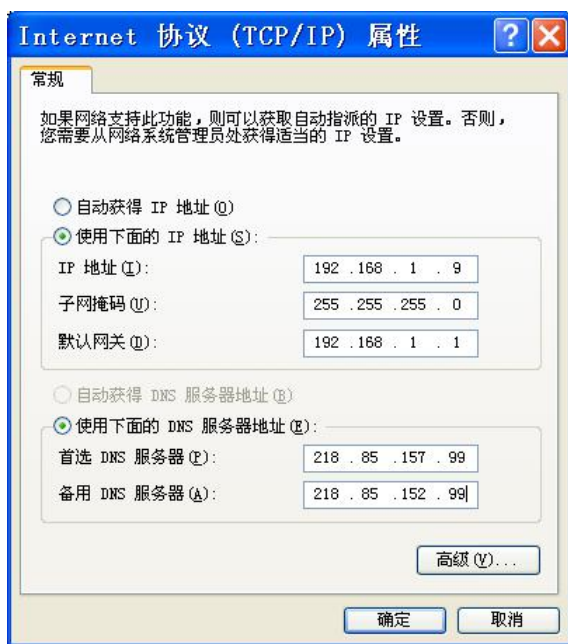 Internet 协议 (TCP/IP) 属性
常规
如果网络支持此功能，则可以获取自动指派的 IP 设置。否则，
您需要从网络系统管理员处获得适当的 IP 设置。
自动获得 IP 地址(O)
使用下面的 IP 地址(S):
IP 地址(I): 192 .168 . 1 . 9
子网掩码(U): 255 .255 .255 . 0
默认网关(D): 192 .168 . 1 . 1
自动获得 DNS 服务器地址(B)
使用下面的 DNS 服务器地址(E):
首选 DNS 服务器(P): 218 . 85 .157 . 99
备用 DNS 服务器(A): 218 . 85 .152 . 99
高级(V)...
确定 取消